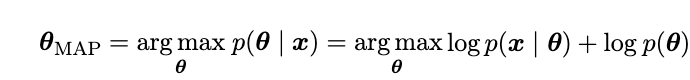 θ_MAP = arg max_θ p(θ | x) = arg max_θ log p(x | θ) + log p(θ)